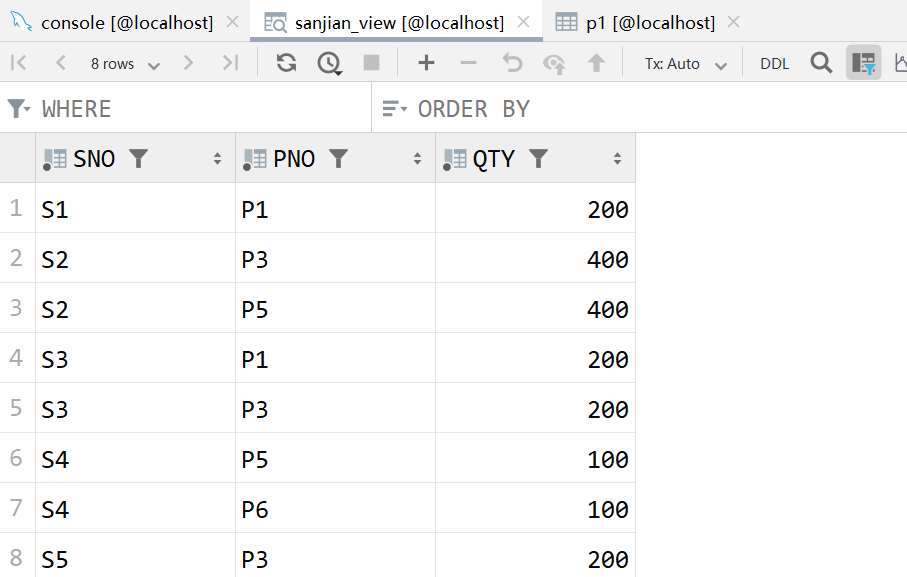 console [@localhost] sanjian_view [@localhost] p1 [@localhost]
8 rows Tx: Auto DDL
WHERE ORDER BY
SNO PNO QTY
1 S1 P1 200
2 S2 P3 400
3 S2 P5 400
4 S3 P1 200
5 S3 P3 200
6 S4 P5 100
7 S4 P6 100
8 S5 P3 200